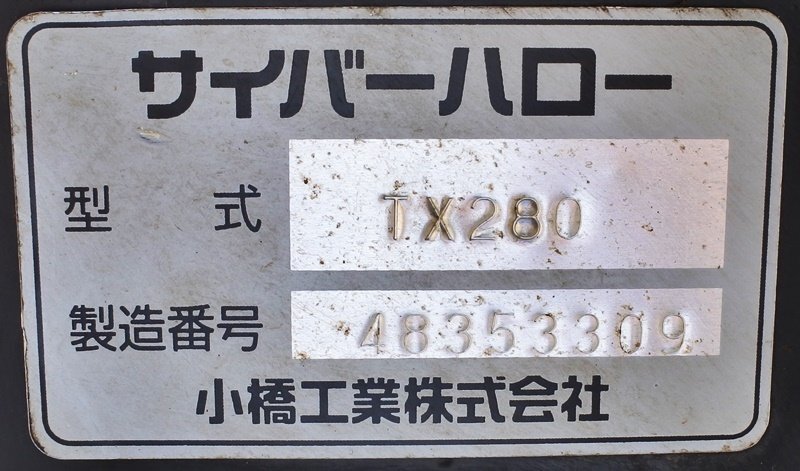 サイバーハロー
型式 TX280
製造番号 48353309
小橋工業株式会社